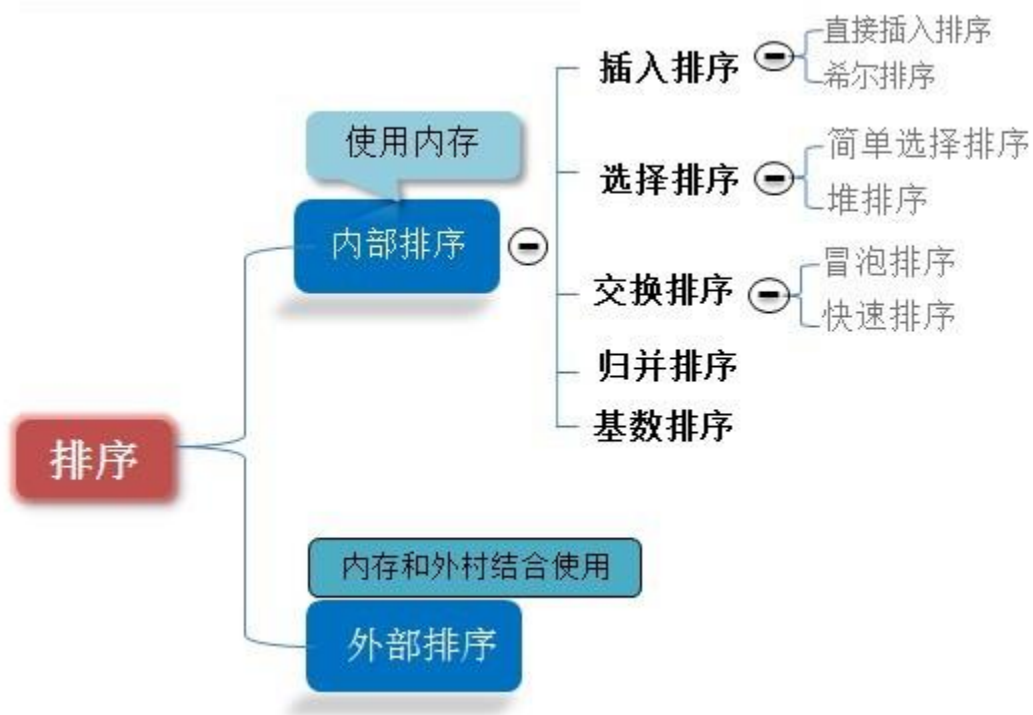 插入排序
直接插入排序
希尔排序
使用内存
选择排序
简单选择排序
堆排序
内部排序
交换排序
冒泡排序
快速排序
归并排序
基数排序
排序
内存和外村结合使用
外部排序